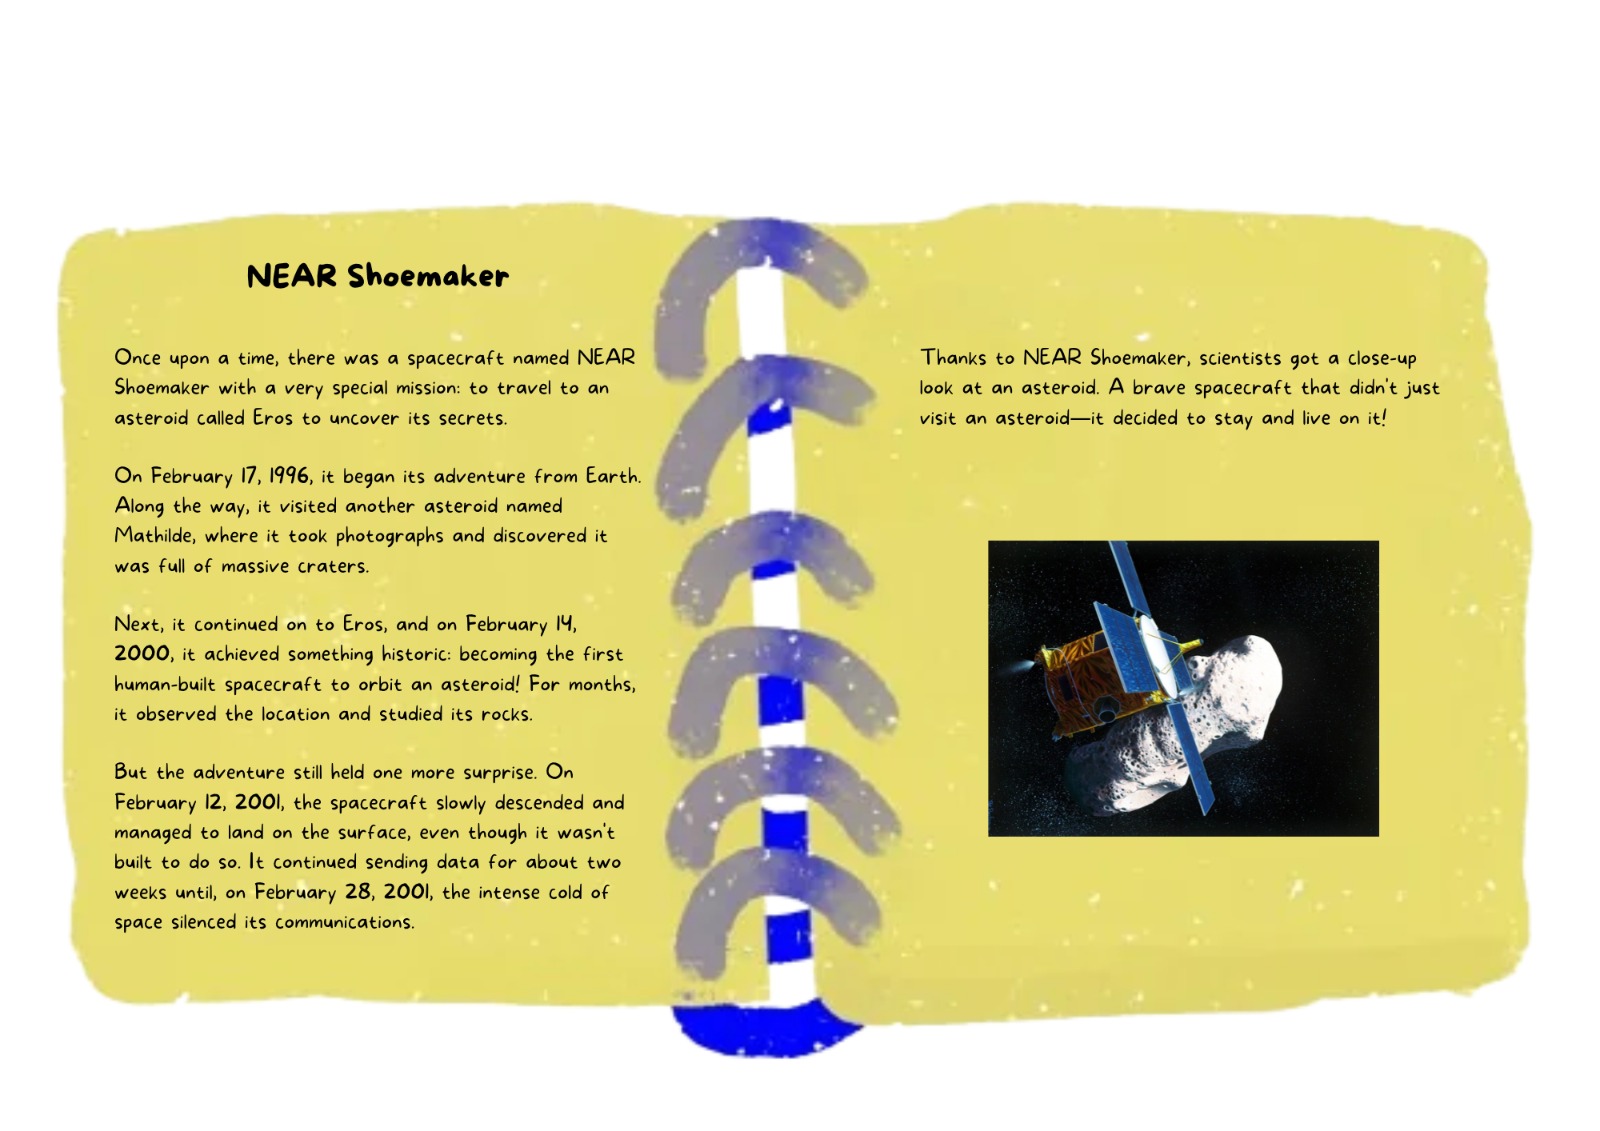 NEAR Shoemaker
Once upon a time, there was a spacecraft named NEAR
Shoemaker with a very special mission: to travel to an
asteroid called Eros to uncover its secrets.
On February 17, 1996, it began its adventure from Earth.
Along the way, it visited another asteroid named
Mathilde, where it took photographs and discovered it
was full of massive craters.
Next, it continued on to Eros, and on February 14,
2000, it achieved something historic: becoming the first
human-built spacecraft to orbit an asteroid! For months,
it observed the location and studied its rocks.
But the adventure still held one more surprise. On
February 12, 2001, the spacecraft slowly descended and
managed to land on the surface, even though it wasn't
built to do so. It continued sending data for about two
weeks until, on February 28, 2001, the intense cold of
space silenced its communications.
Thanks to NEAR Shoemaker, scientists got a close-up
look at an asteroid. A brave spacecraft that didn't just
visit an asteroid—it decided to stay and live on it!